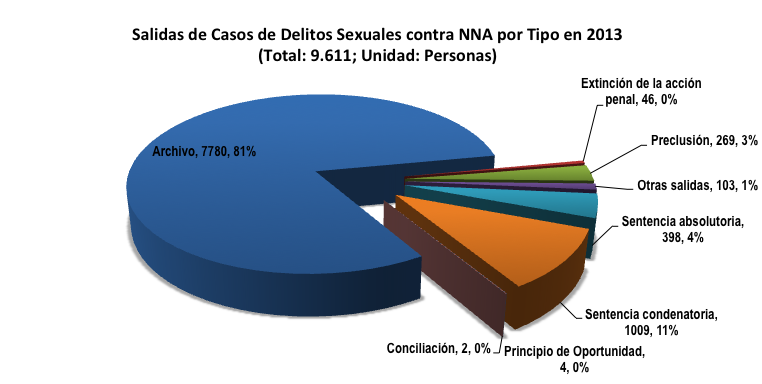 Salidas de Casos de Delitos Sexuales contra NNA por Tipo en 2013
(Total: 9.611; Unidad: Personas)
Extinción de la acción
penal, 46, 0%
Archivo, 7780, 81%
Preclusión, 269, 3%
Otras salidas, 103, 1%
Sentencia absolutoria,
398, 4%
Sentencia condenatoria,
1009, 11%
Conciliación, 2, 0%
Principio de Oportunidad,
4, 0%